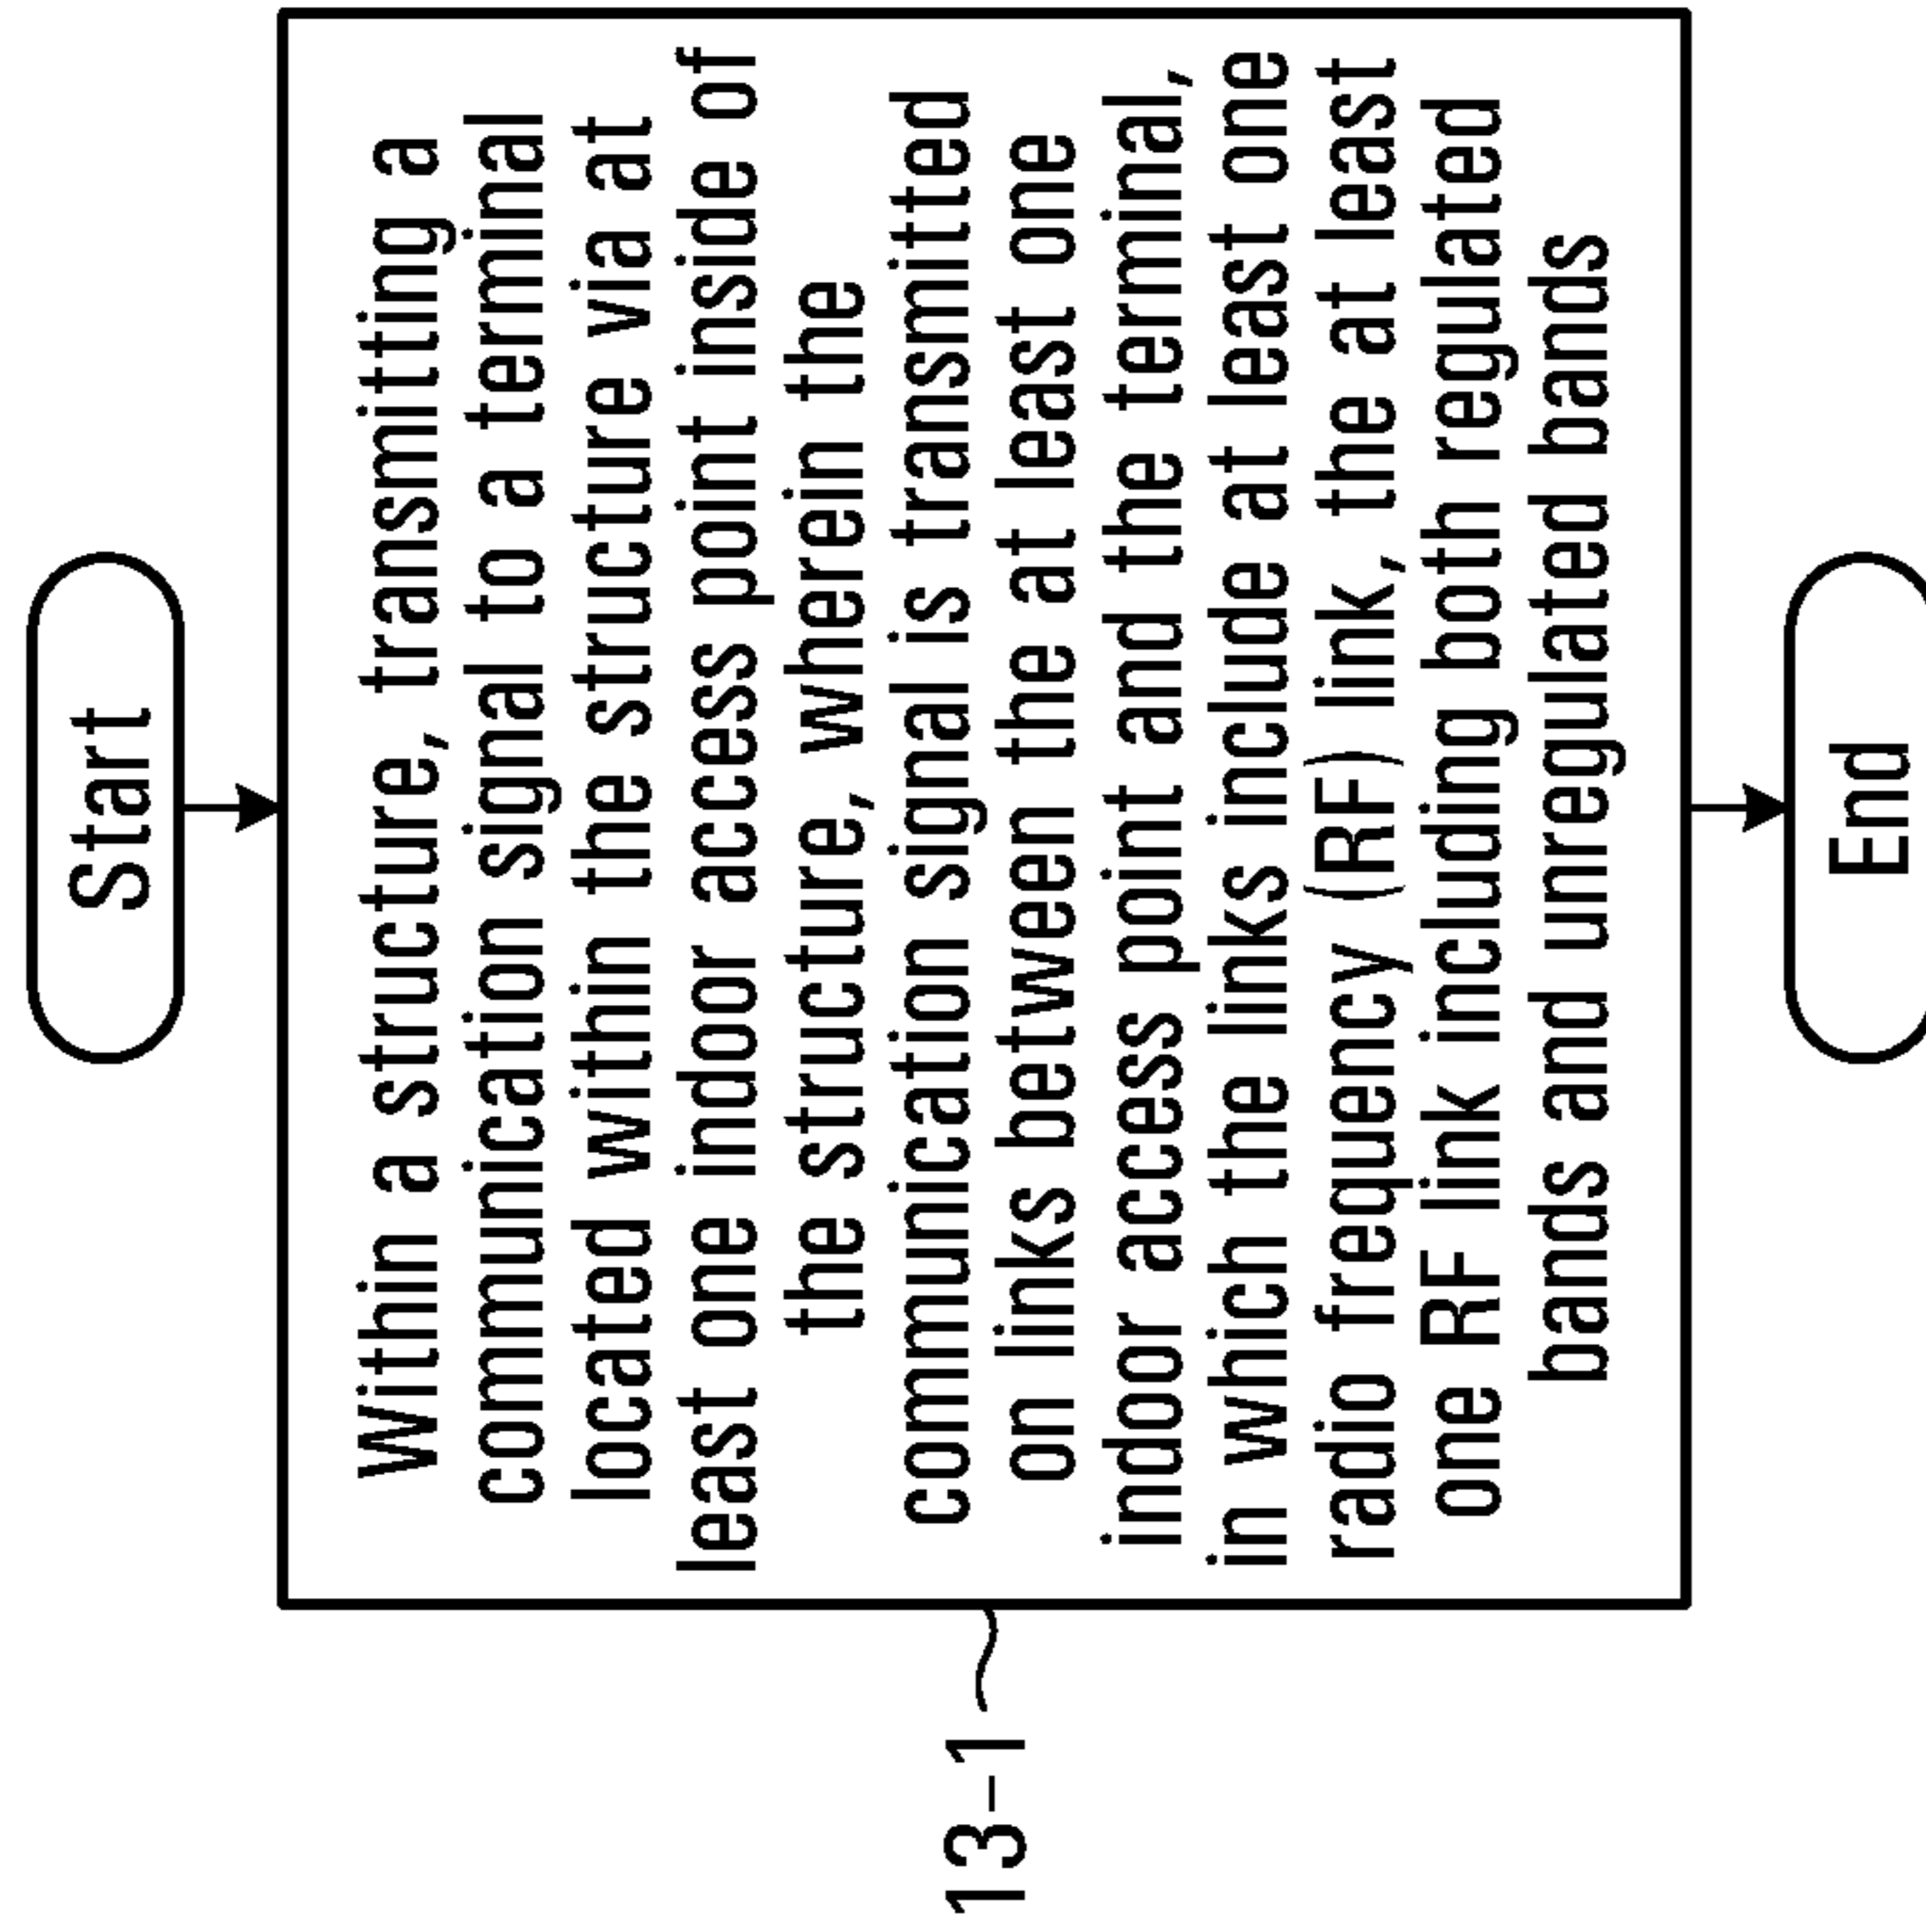 Start
Within a structure, transmitting a
communication signal to a terminal
located within the structure via at
least one indoor access point inside of
the structure, wherein the
communication signal is transmitted
on links between the at least one
indoor access point and the terminal,
in which the links include at least one
radio frequency (RF) link, the at least
one RF link including both regulated
bands and unregulated bands
13-1
End